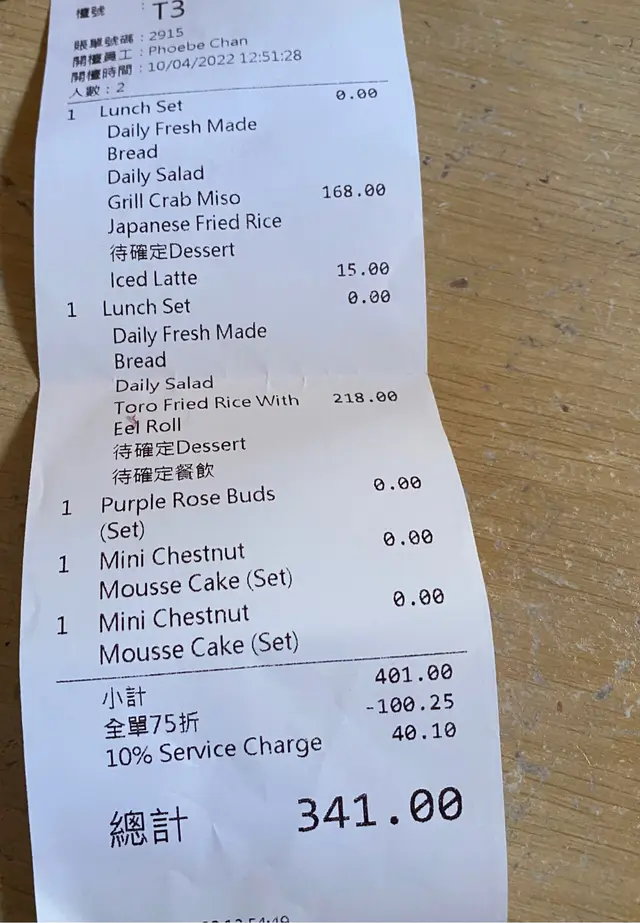 檯號 : T3
賬單號碼 : 2915
開檯員工 : Phoebe Chan
開檯時間 : 10/04/2022 12:51:28
人數 : 2
1 Lunch Set 0.00
Daily Fresh Made
Bread
Daily Salad
Grill Crab Miso 168.00
Japanese Fried Rice
待確定Dessert
Iced Latte 15.00
1 Lunch Set 0.00
Daily Fresh Made
Bread
Daily Salad
Toro Fried Rice With 218.00
Eel Roll
待確定Dessert
待確定餐飲
1 Purple Rose Buds 0.00
(Set)
1 Mini Chestnut 0.00
Mousse Cake (Set)
1 Mini Chestnut 0.00
Mousse Cake (Set)
小計 401.00
全單75折 -100.25
10% Service Charge 40.10
總計 341.00